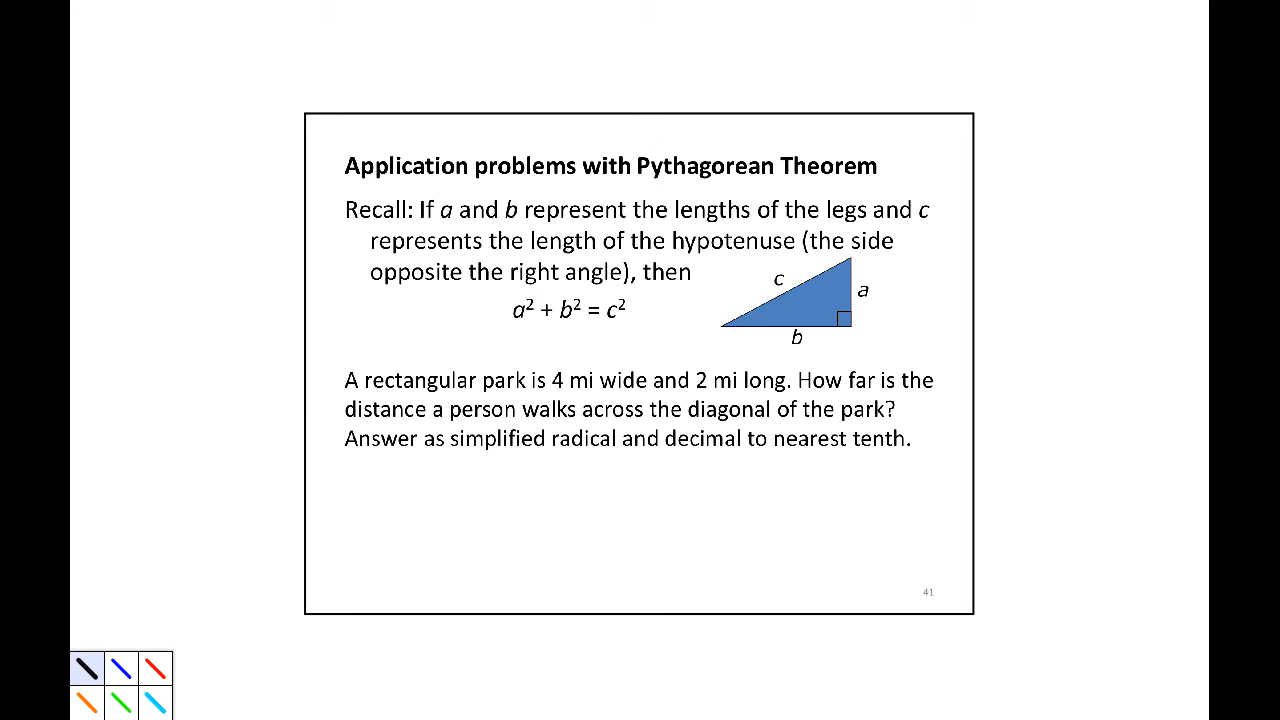 Application problems with Pythagorean Theorem
Recall: If a and b represent the lengths of the legs and c
represents the length of the hypotenuse (the side
opposite the right angle), then
a² + b² = c²
c
a
b
A rectangular park is 4 mi wide and 2 mi long. How far is the
distance a person walks across the diagonal of the park?
Answer as simplified radical and decimal to nearest tenth.
41